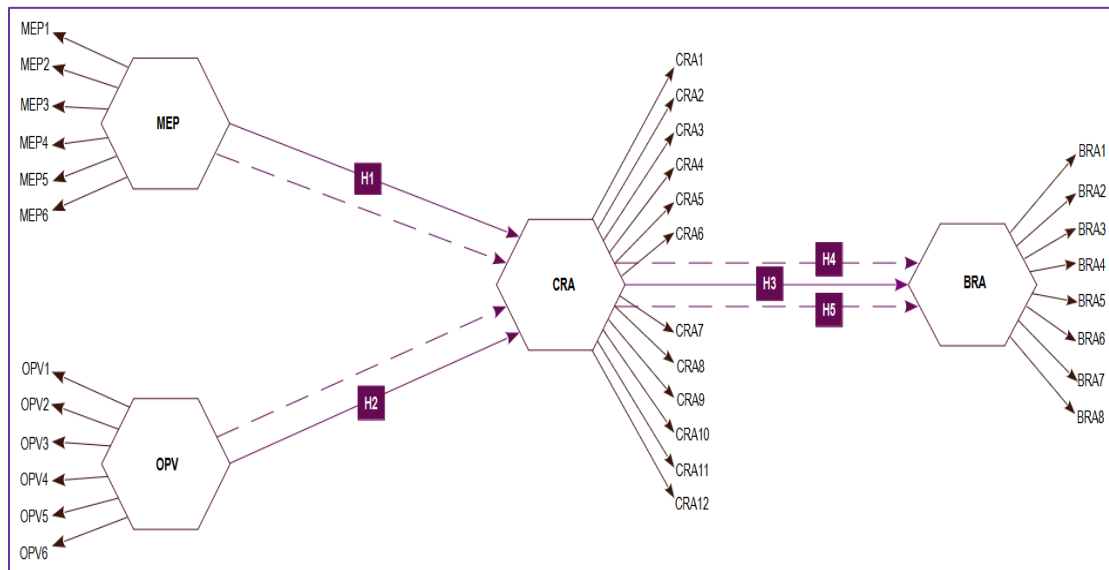 MEP1
MEP2
MEP3
MEP4
MEP5
MEP6
MEP
H1
OPV1
OPV2
OPV3
OPV4
OPV5
OPV6
OPV
H2
CRA1
CRA2
CRA3
CRA4
CRA5
CRA6
CRA
CRA7
CRA8
CRA9
CRA10
CRA11
CRA12
H4
H3
H5
BRA
BRA1
BRA2
BRA3
BRA4
BRA5
BRA6
BRA7
BRA8